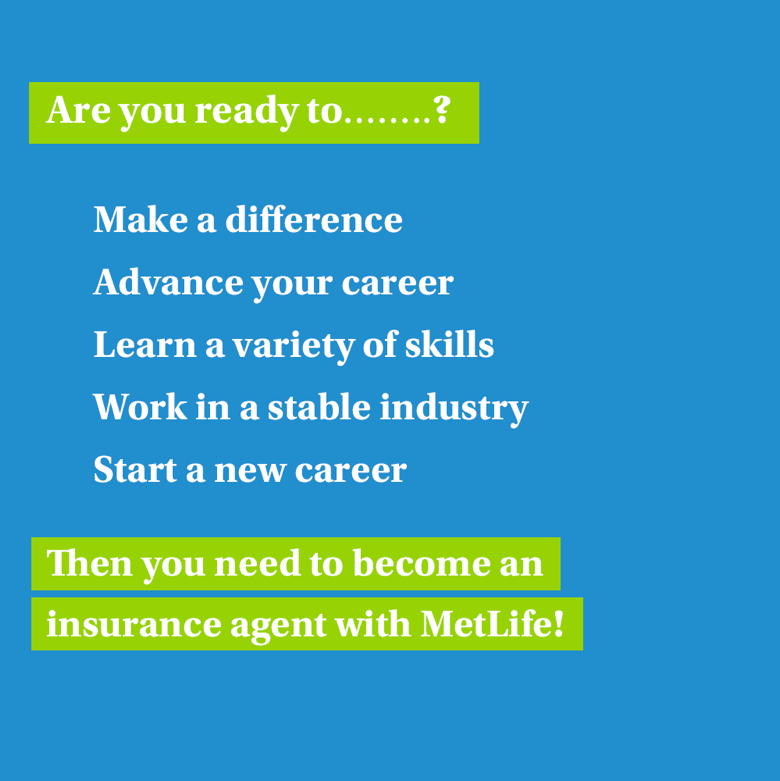 Are you ready to........?
Make a difference
Advance your career
Learn a variety of skills
Work in a stable industry
Start a new career
Then you need to become an
insurance agent with MetLife!